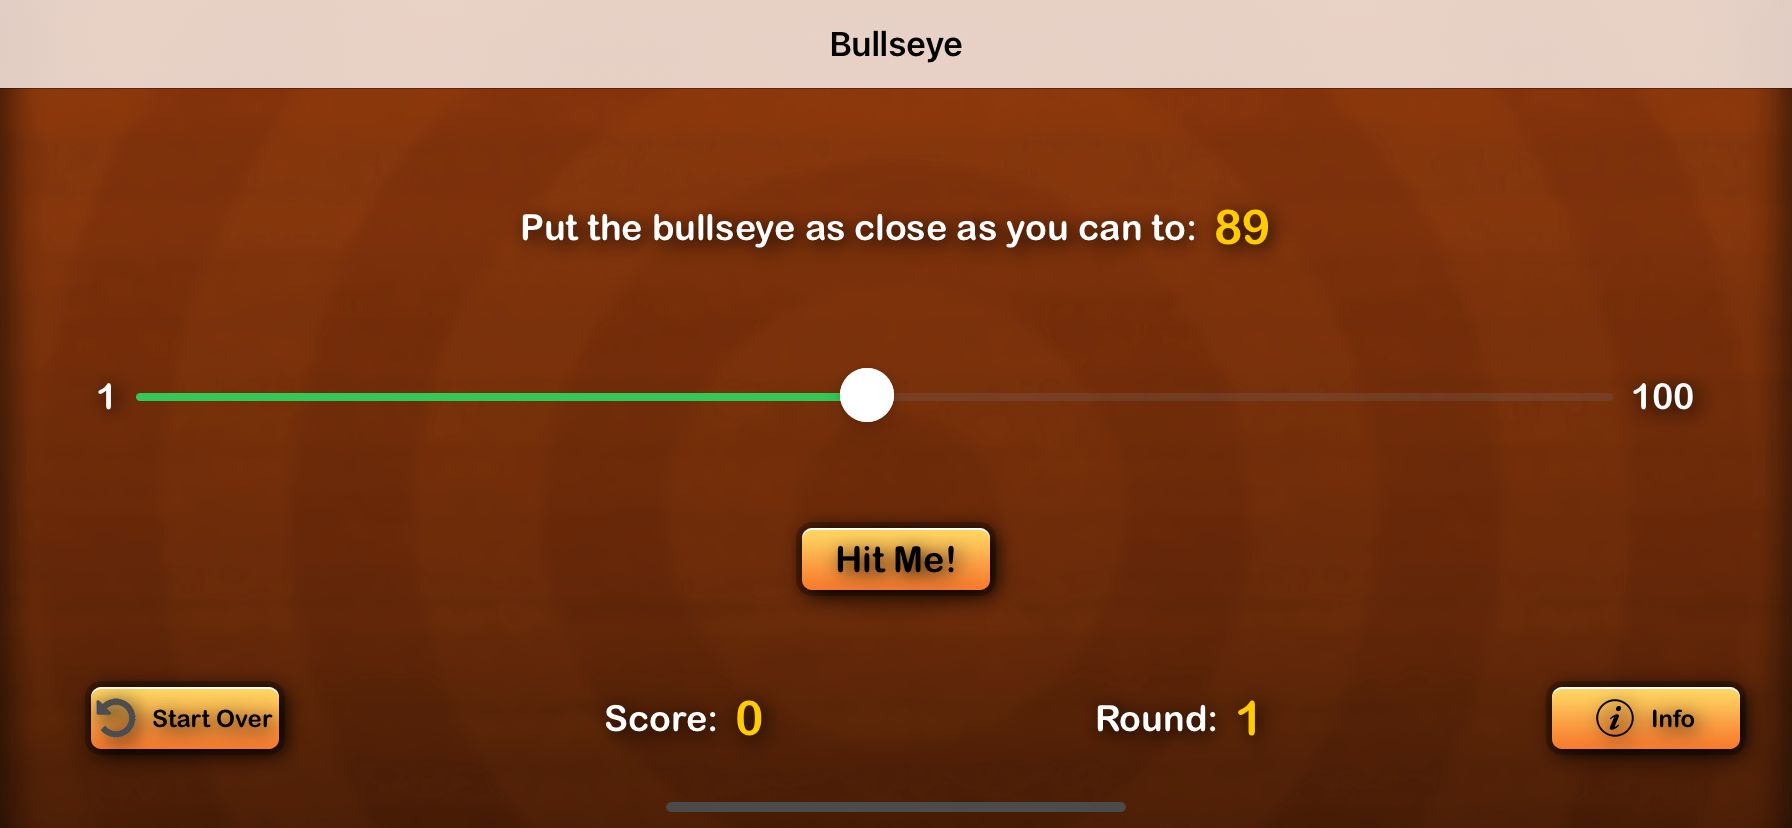 Bullseye
Put the bullseye as close as you can to: 89
1 100
Hit Me!
Start Over Score: 0 Round: 1 Info